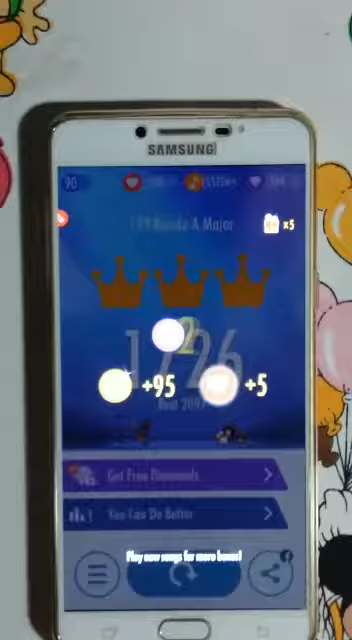 SAMSUNG
90
x5
Rondo A Major
1726
+95
+5
Get Free Diamonds
You Can Do Better
Play new songs for more bonus!